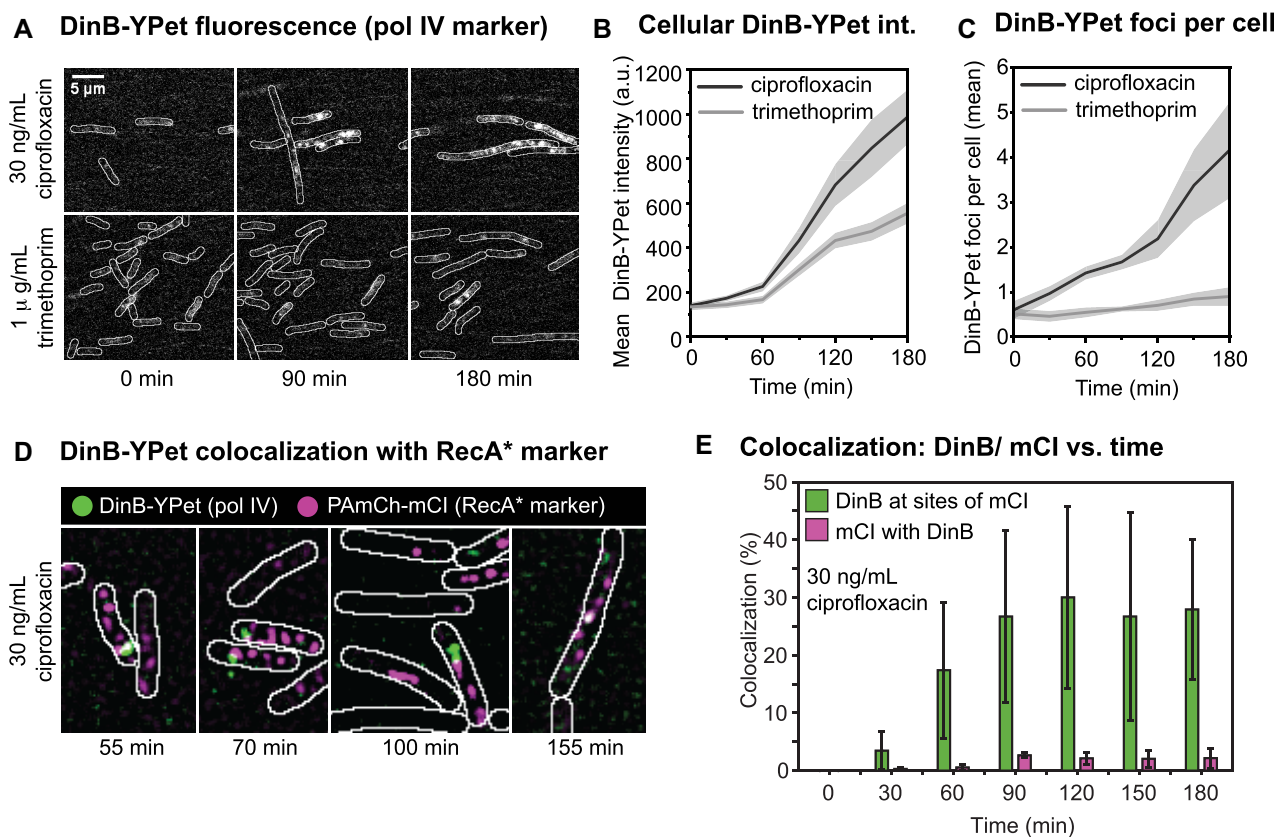 A DinB-YPet fluorescence (pol IV marker)
5 µm
30 ng/mL
ciprofloxacin
1 µ g/mL
trimethoprim
0 min
90 min
180 min
B Cellular DinB-YPet int.
Mean DinB-YPet intensity (a.u.)
1200
1000
800
600
400
200
0
ciprofloxacin
trimethoprim
0 60 120 180
Time (min)
C DinB-YPet foci per cell
DinB-YPet foci per cell (mean)
6
5
4
3
2
1
0
ciprofloxacin
trimethoprim
0 60 120 180
Time (min)
D DinB-YPet colocalization with RecA* marker
DinB-YPet (pol IV) PAmCh-mCI (RecA* marker)
30 ng/mL
ciprofloxacin
55 min
70 min
100 min
155 min
E Colocalization: DinB/ mCI vs. time
Colocalization (%)
50
40
30
20
10
0
DinB at sites of mCI
mCI with DinB
30 ng/mL
ciprofloxacin
0 30 60 90 120 150 180
Time (min)